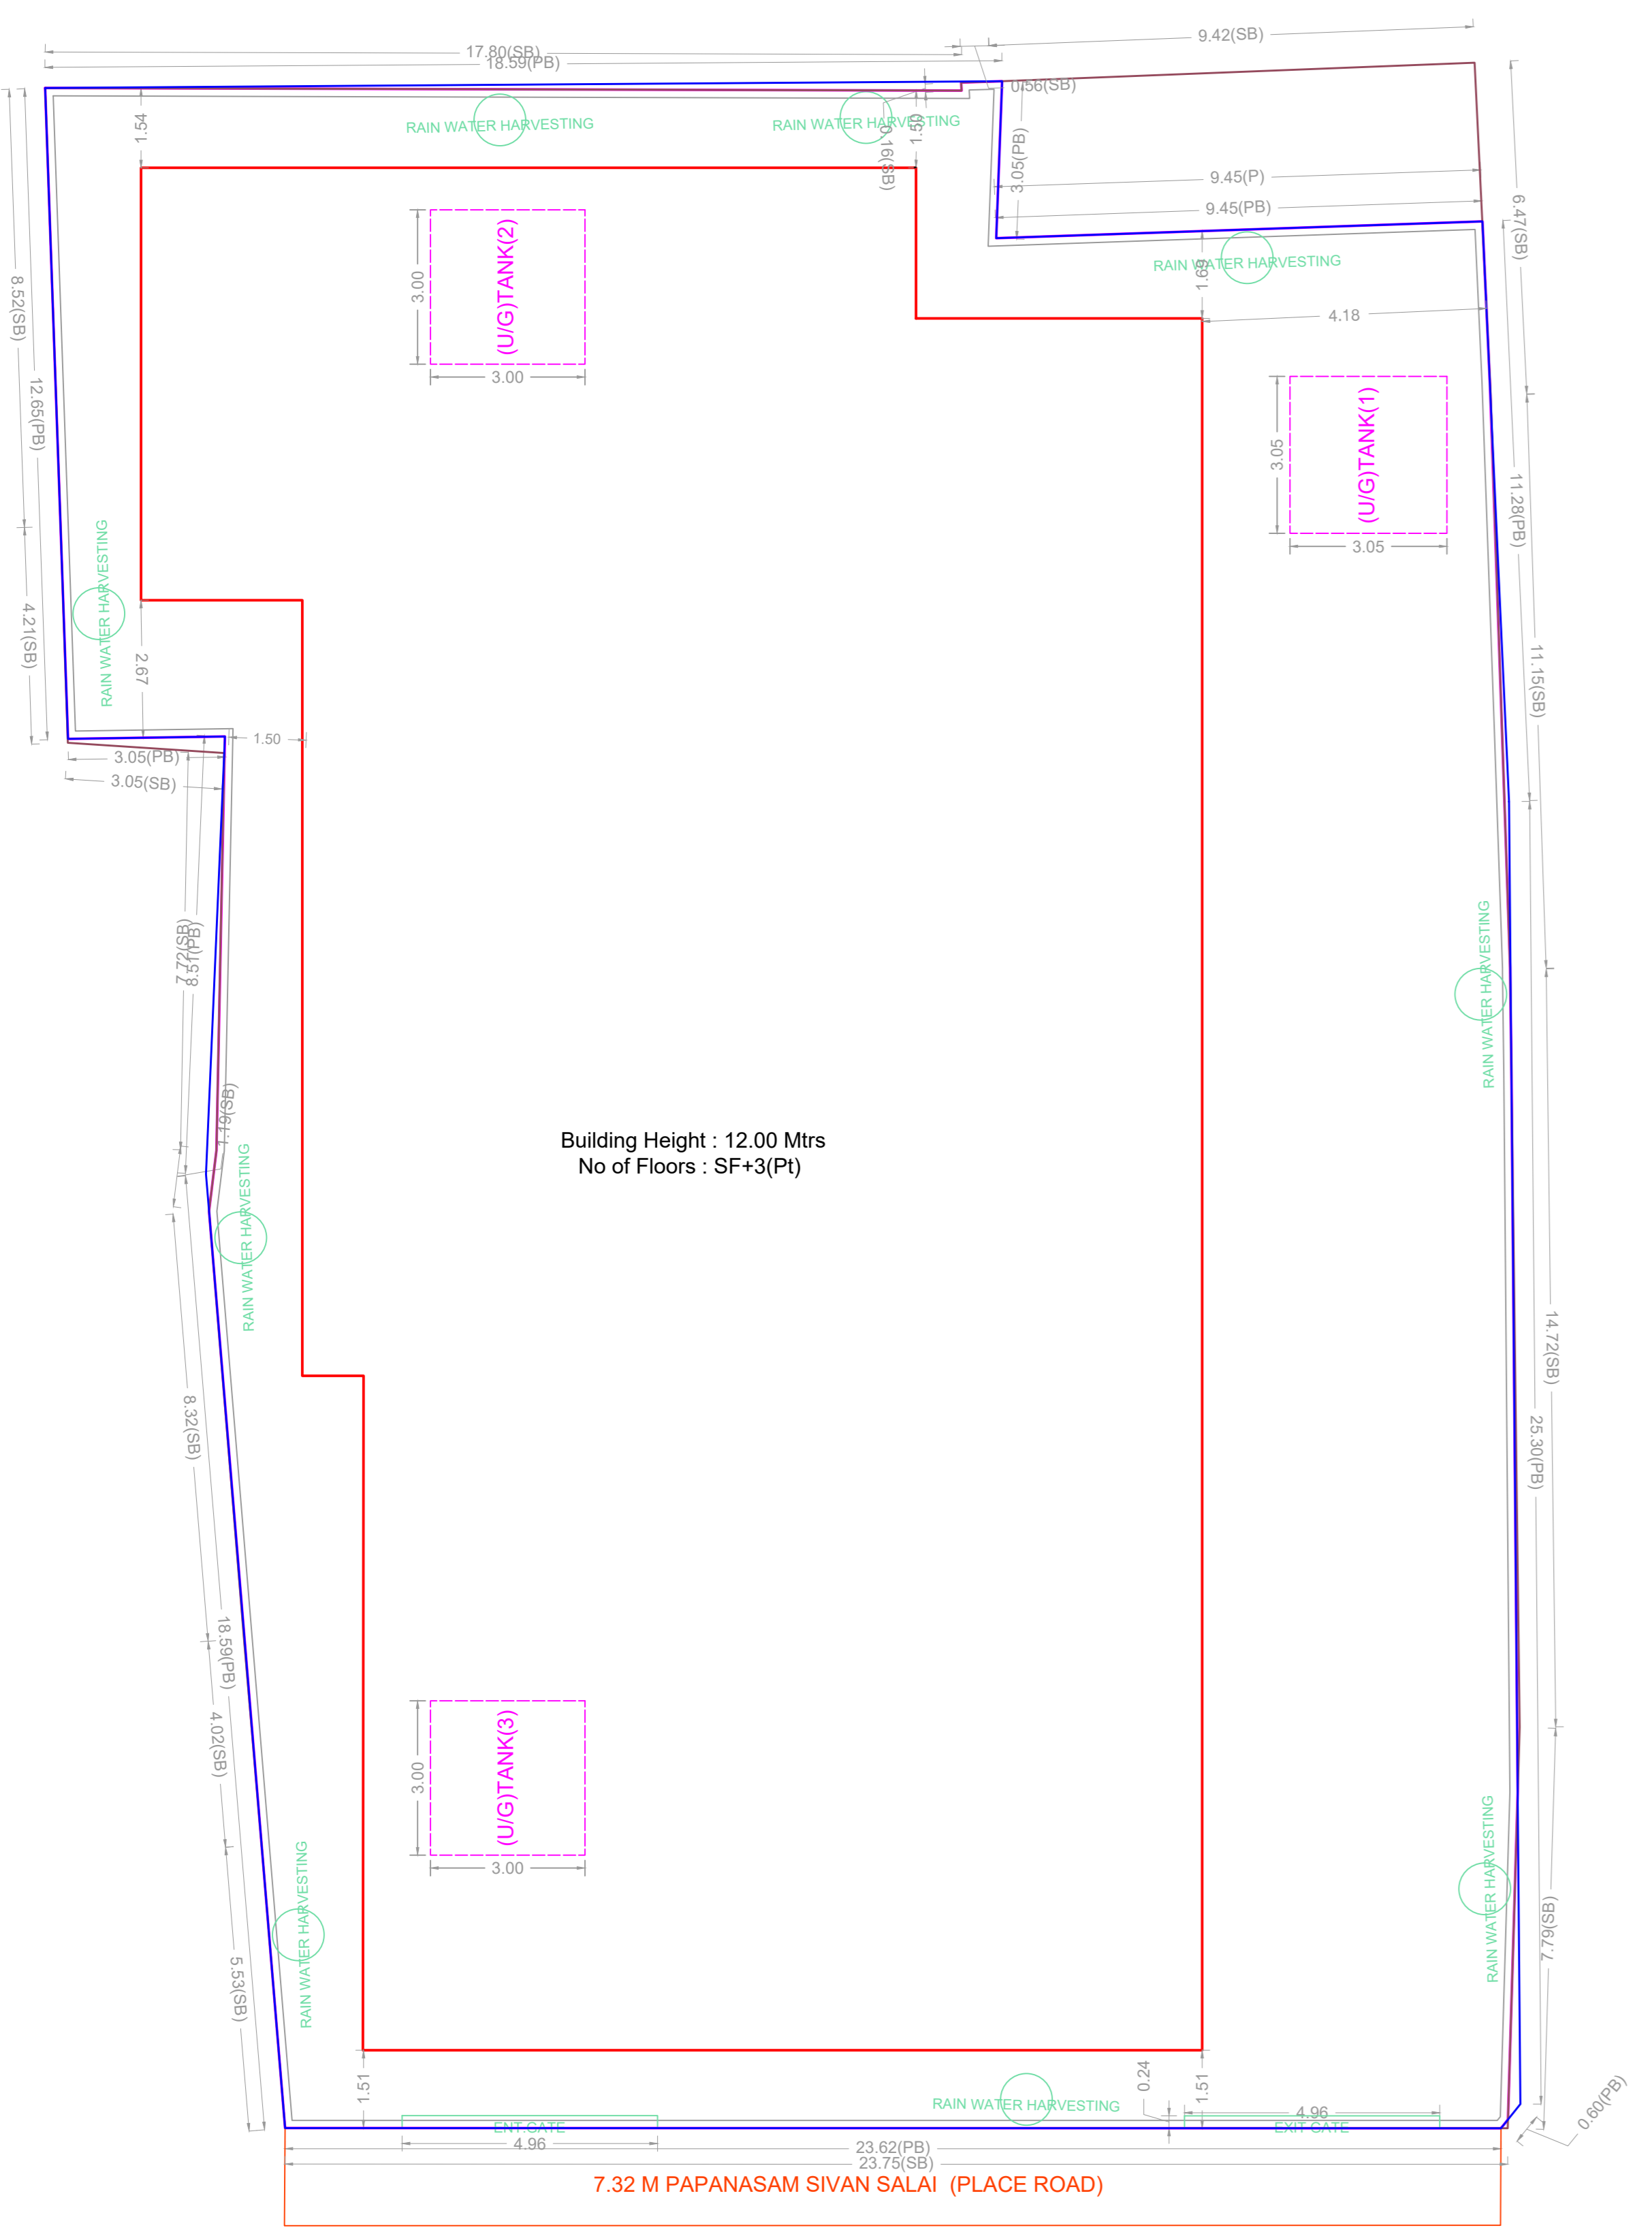 9.42(SB)
17.80(SB)
18.59(PB)
0.56(SB)
1.54
RAIN WATER HARVESTING
RAIN WATER HARVESTING
0.16(SB)
1.50
3.05(PB)
9.45(P)
9.45(PB)
6.47(SB)
RAIN WATER HARVESTING
1.69
4.18
8.52(SB)
3.00
(U/G)TANK(2)
3.00
12.65(PB)
3.05
(U/G)TANK(1)
3.05
11.28(PB)
RAIN WATER HARVESTING
4.21(SB)
2.67
11.15(SB)
1.50
3.05(PB)
3.05(SB)
7.72(SB)
8.51(PB)
RAIN WATER HARVESTING
1.19(SB)
Building Height : 12.00 Mtrs
No of Floors : SF+3(Pt)
RAIN WATER HARVESTING
14.72(SB)
8.32(SB)
25.30(PB)
18.59(PB)
4.02(SB)
3.00
(U/G)TANK(3)
3.00
RAIN WATER HARVESTING
RAIN WATER HARVESTING
7.79(SB)
5.53(SB)
1.51
0.24
1.51
RAIN WATER HARVESTING
0.60(PB)
ENT.GATE
4.96
4.96
EXIT GATE
23.62(PB)
23.75(SB)
7.32 M PAPANASAM SIVAN SALAI (PLACE ROAD)